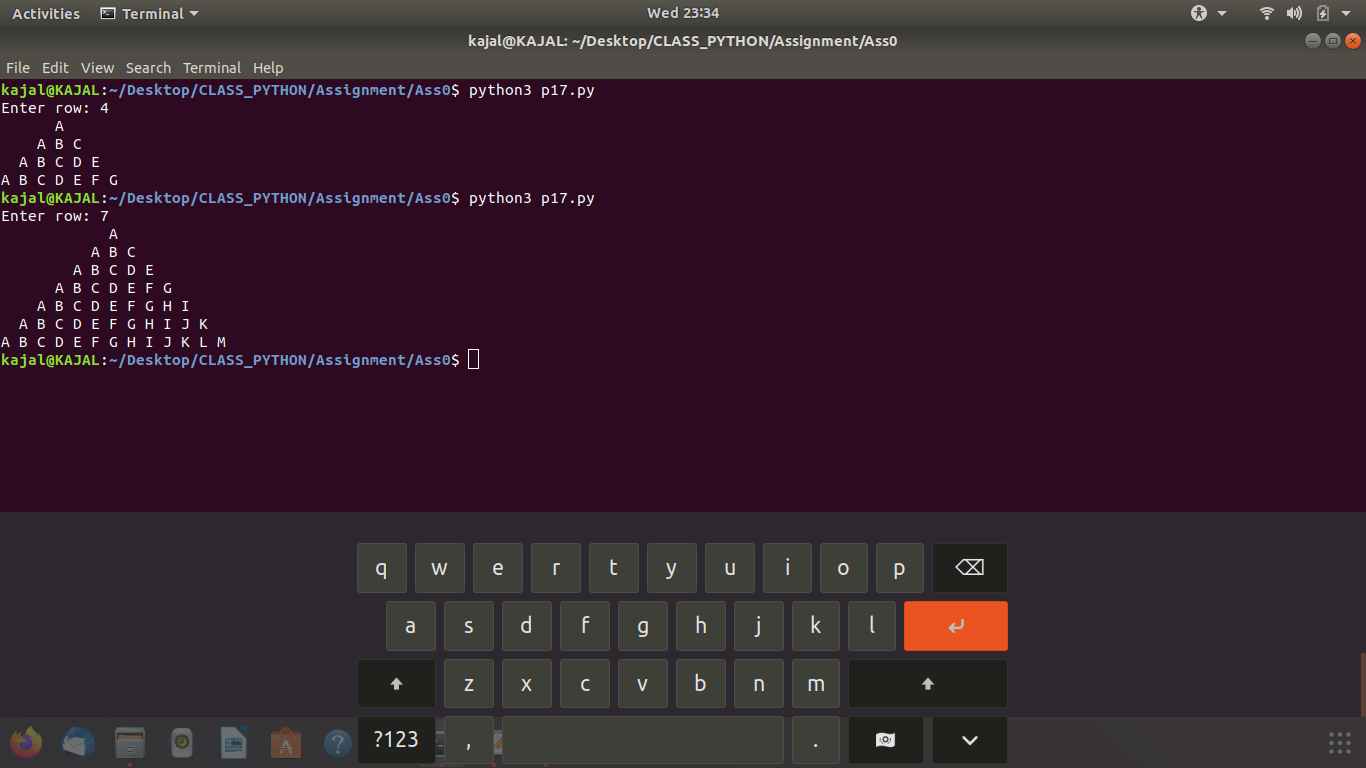 Activities Terminal Wed 23:34
kajal@KAJAL: ~/Desktop/CLASS_PYTHON/Assignment/Ass0
File Edit View Search Terminal Help
kajal@KAJAL:~/Desktop/CLASS_PYTHON/Assignment/Ass0$ python3 p17.py
Enter row: 4
      A
    A B C
  A B C D E
A B C D E F G
kajal@KAJAL:~/Desktop/CLASS_PYTHON/Assignment/Ass0$ python3 p17.py
Enter row: 7
            A
          A B C
        A B C D E
      A B C D E F G
    A B C D E F G H I
  A B C D E F G H I J K
A B C D E F G H I J K L M
kajal@KAJAL:~/Desktop/CLASS_PYTHON/Assignment/Ass0$
q w e r t y u i o p
a s d f g h j k l
z x c v b n m
?123 , .